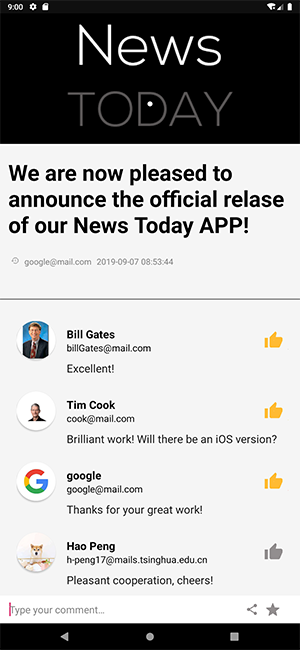 9:00
News
TODAY
We are now pleased to
announce the official relase
of our News Today APP!
google@mail.com 2019-09-07 08:53:44
Bill Gates
billGates@mail.com
Excellent!
Tim Cook
cook@mail.com
Brilliant work! Will there be an iOS version?
google
google@mail.com
Thanks for your great work!
Hao Peng
h-peng17@mails.tsinghua.edu.cn
Pleasant cooperation, cheers!
Type your comment...